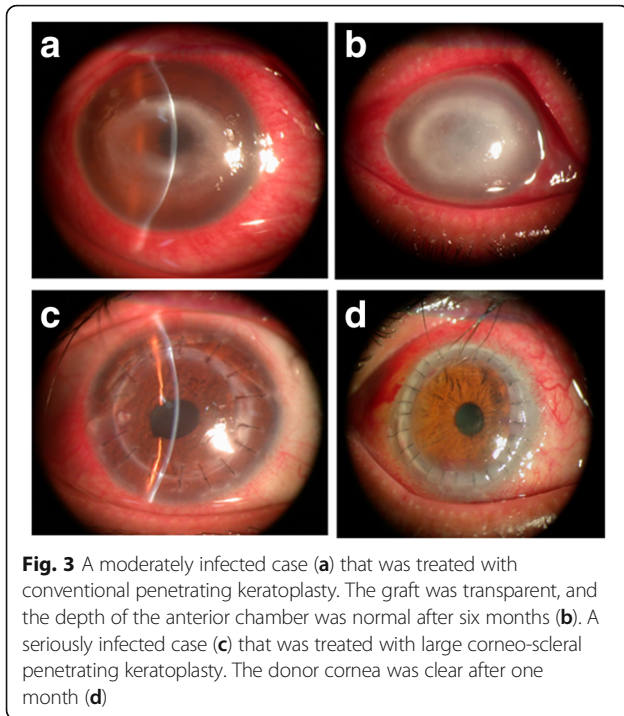 a
b
c
d
Fig. 3 A moderately infected case (a) that was treated with
conventional penetrating keratoplasty. The graft was transparent, and
the depth of the anterior chamber was normal after six months (b). A
seriously infected case (c) that was treated with large corneo-scleral
penetrating keratoplasty. The donor cornea was clear after one
month (d)